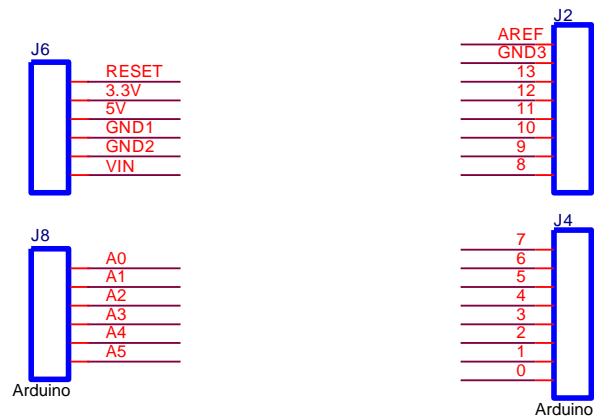 J6
RESET
3.3V
5V
GND1
GND2
VIN
J2
AREF
GND3
13
12
11
10
9
8
J8
A0
A1
A2
A3
A4
A5
Arduino
J4
7
6
5
4
3
2
1
0
Arduino